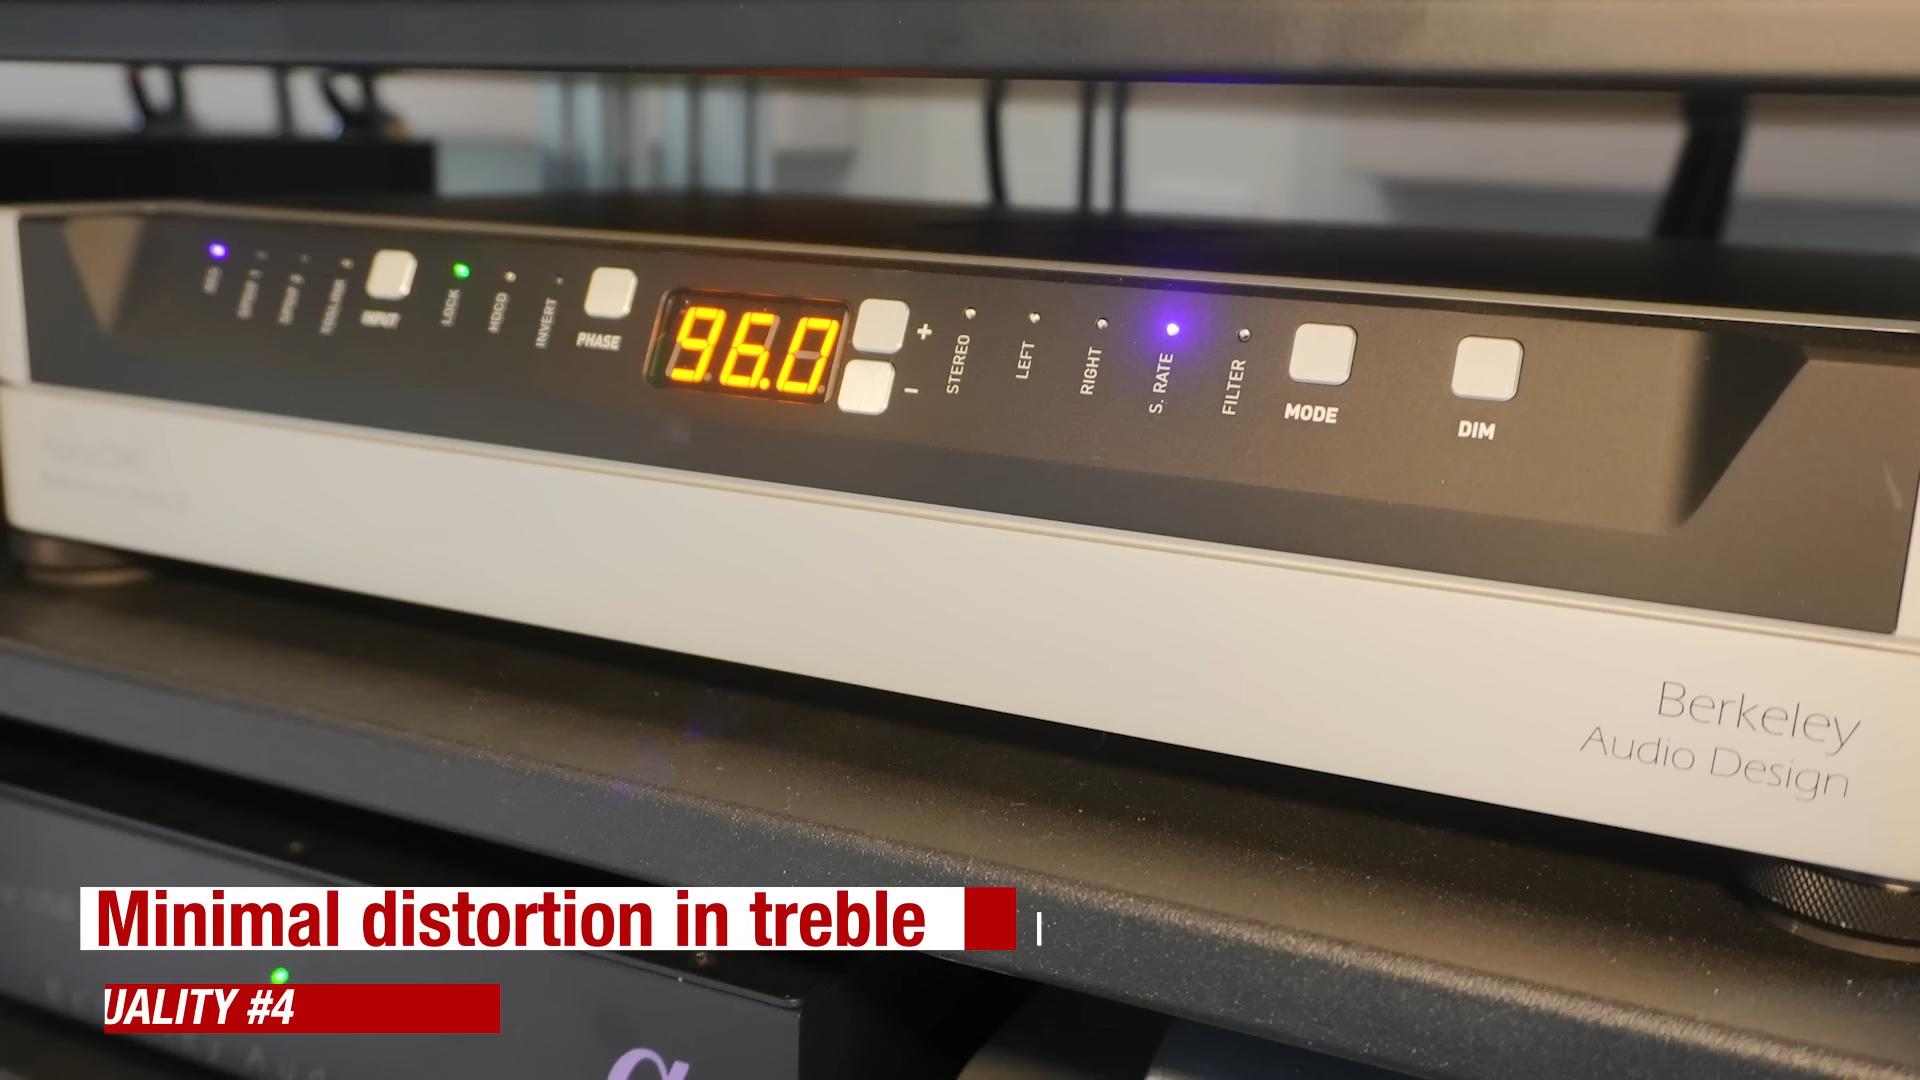 AES
SPDIF 1
SPDIF 2
TOSLINK
INPUT
LOCK
HDCD
INVERT
PHASE
96.0
+
-
STEREO
LEFT
RIGHT
S. RATE
FILTER
MODE
DIM
Berkeley
Audio Design
Minimal distortion in treble
UALITY #4